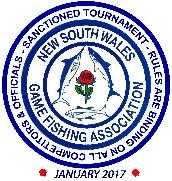 SANCTIONED TOURNAMENT - RULES ARE BINDING ON ALL COMPETITORS & OFFICIALS -
NEW SOUTH WALES
GAME FISHING ASSOCIATION
JANUARY 2017